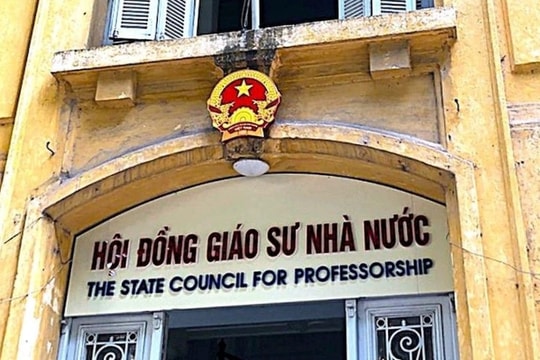 HỘI ĐỒNG GIÁO SƯ NHÀ NƯỚC
THE STATE COUNCIL FOR PROFESSORSHIP